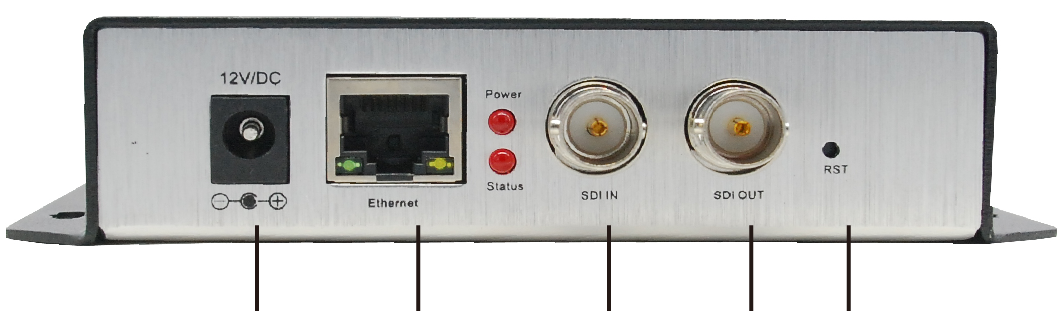 12V/DC
Ethernet
Power
Status
SDI IN
SDI OUT
RST